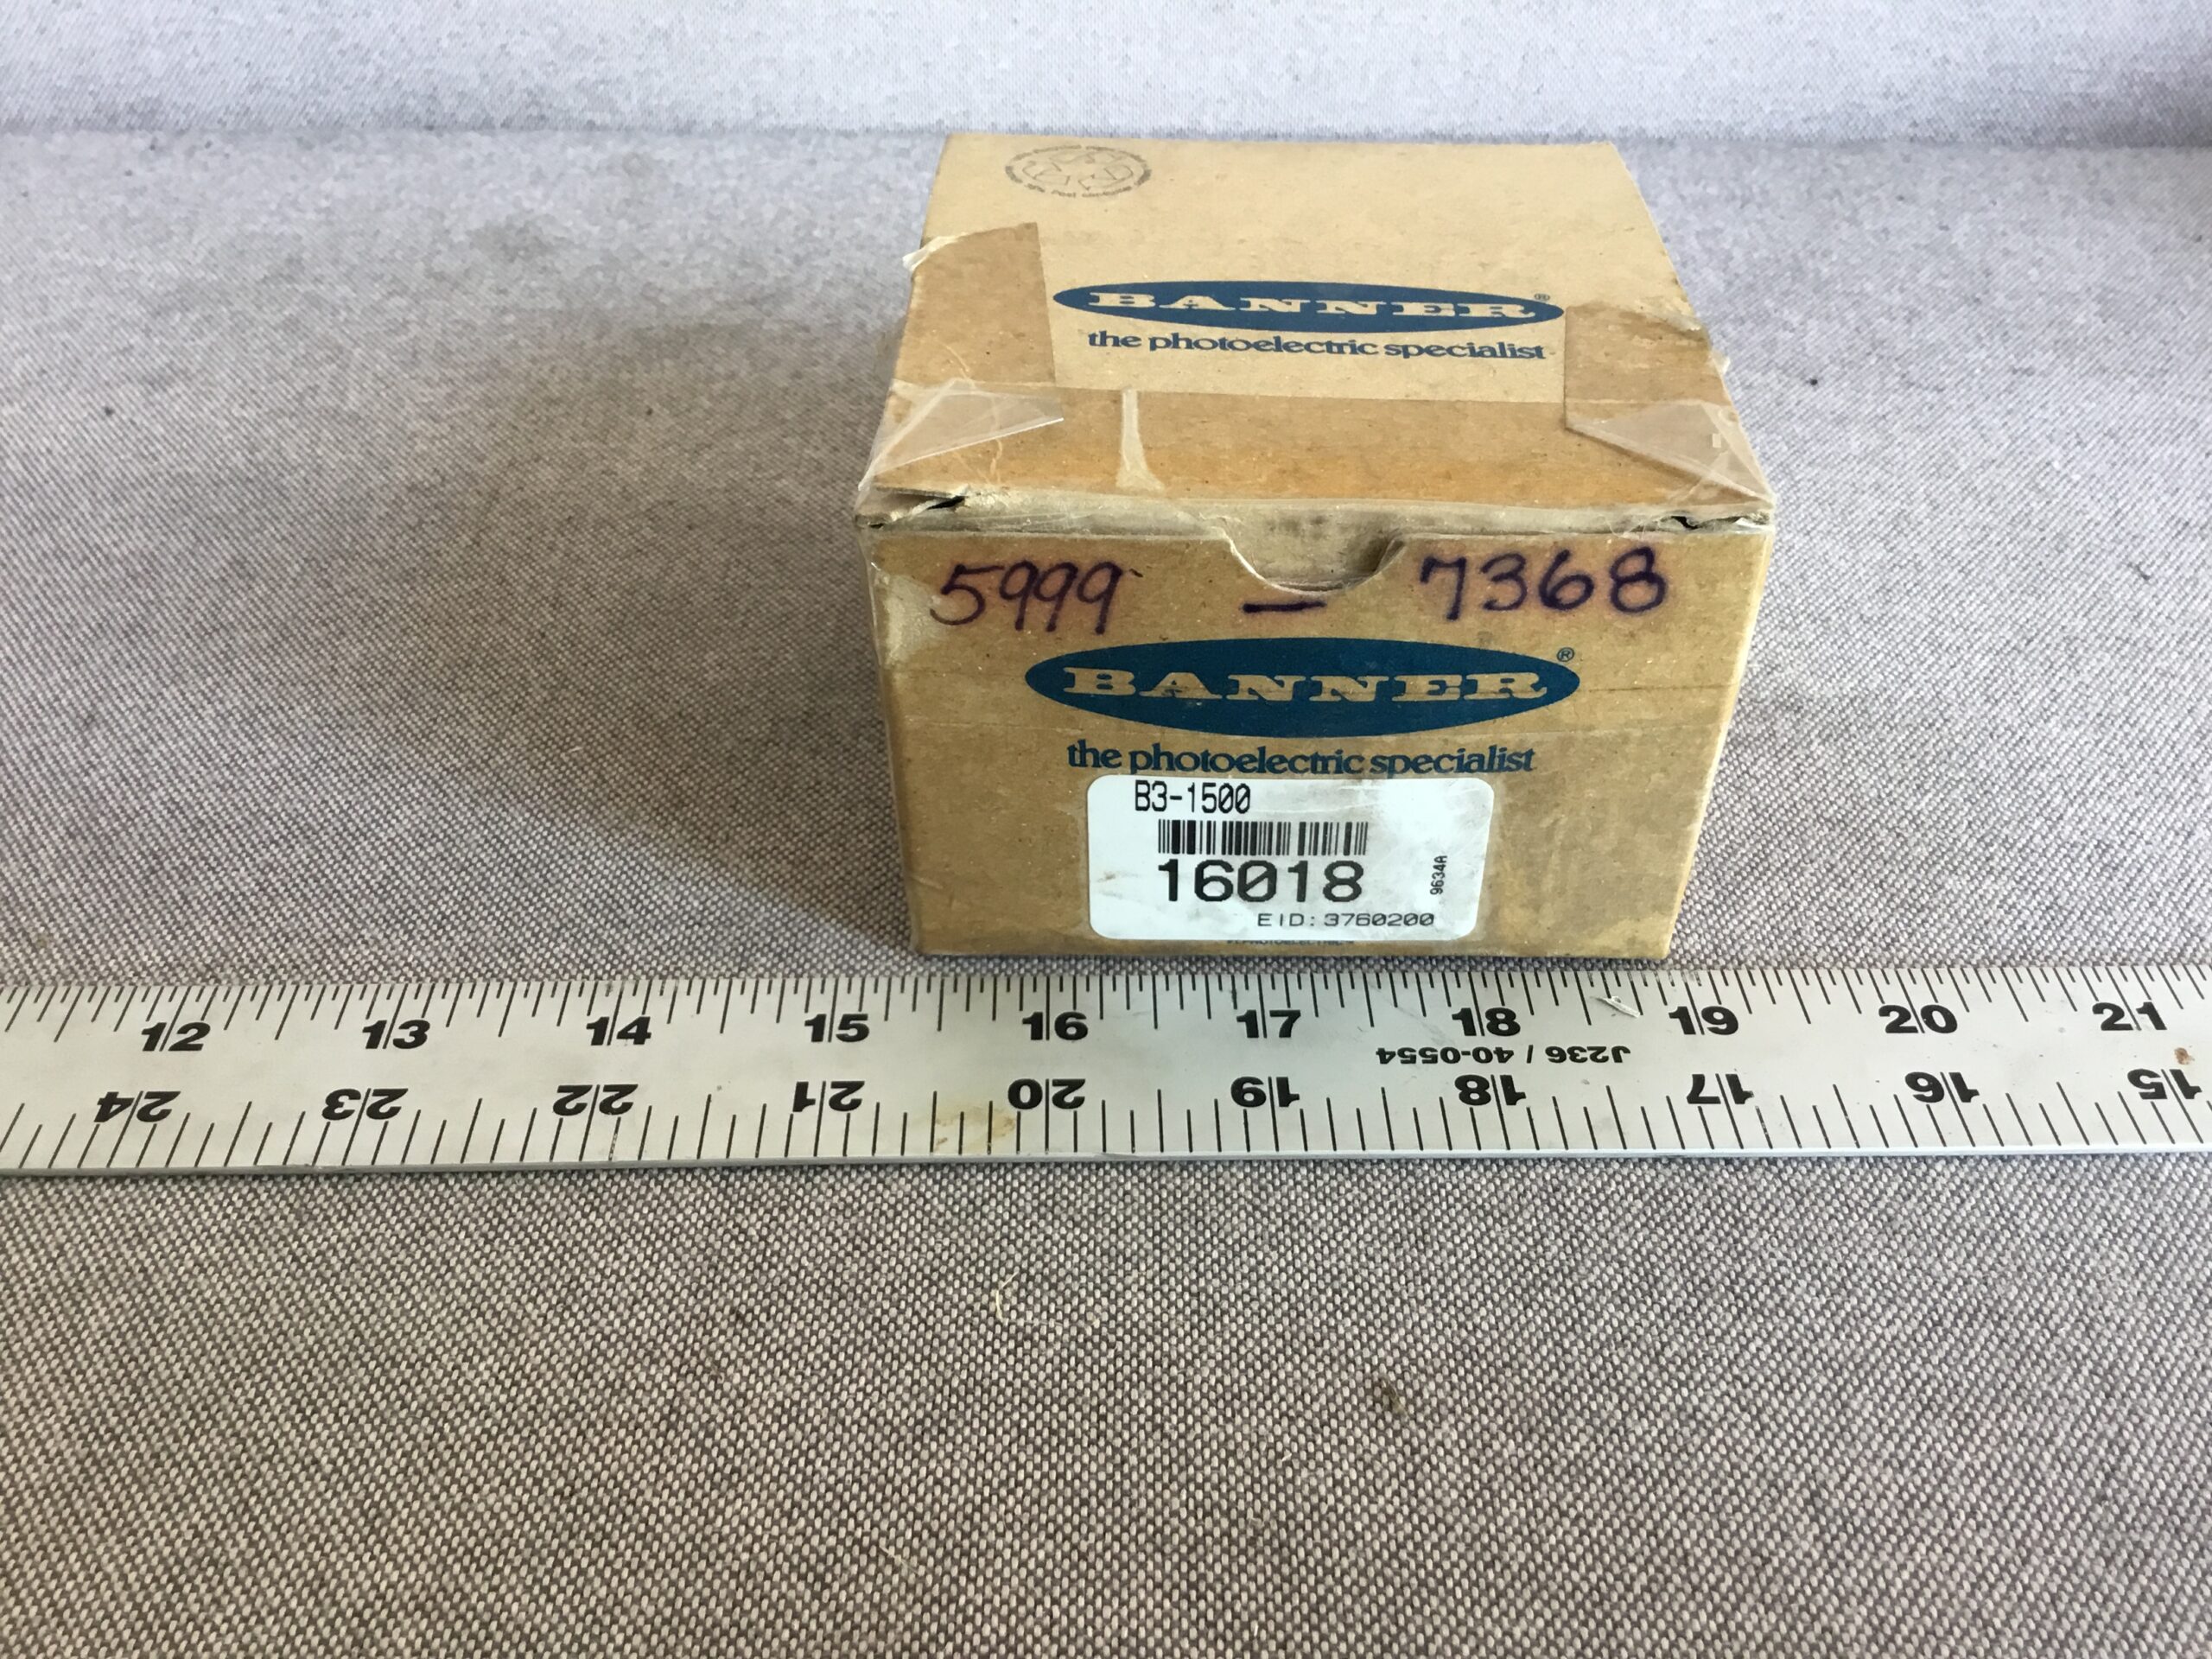 BANNER®
the photoelectric specialist
5999 — 7368
BANNER®
the photoelectric specialist
B3-1500
16018
9634A
EID:3760200
12 13 14 15 16 17 18 19 20 21
J236 / 40-0554
24 23 22 21 20 19 18 17 16 15